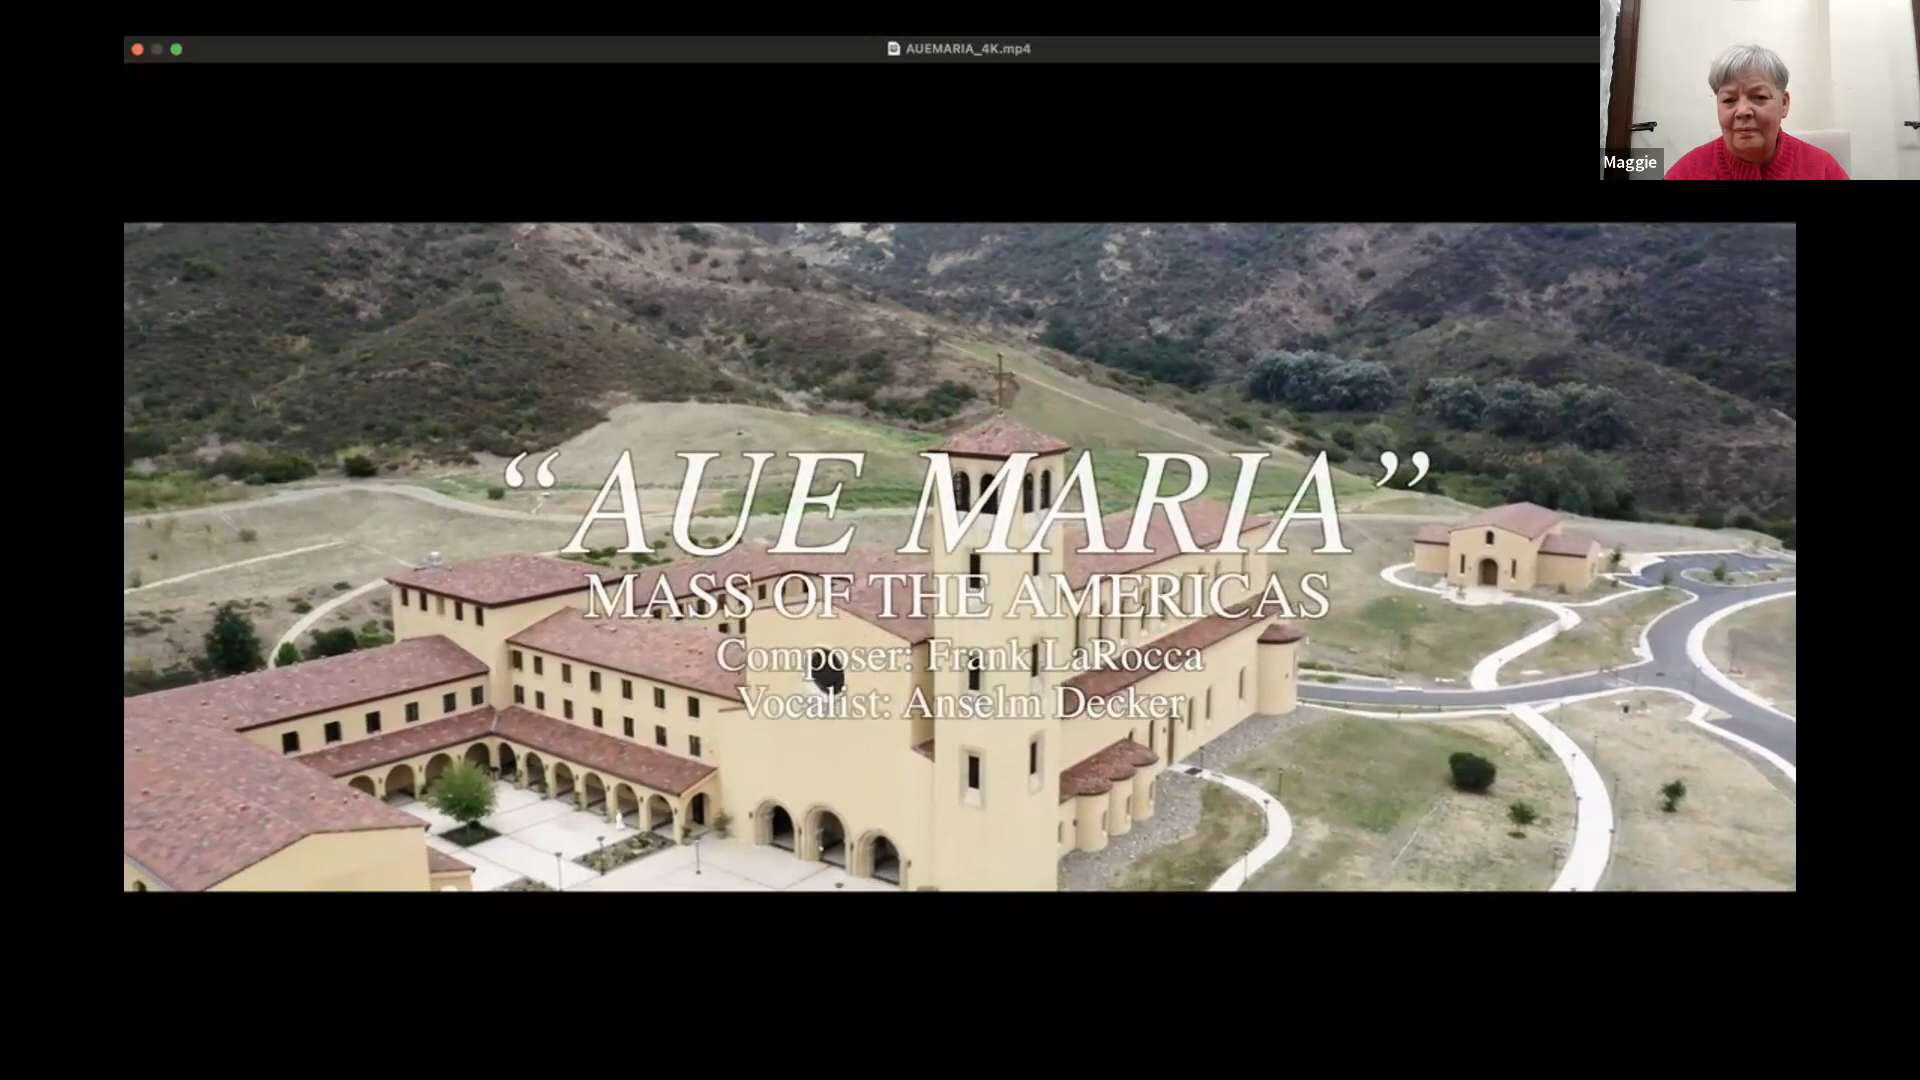 AUEMARIA_4K.mp4
Maggie
“AUE MARIA”
MASS OF THE AMERICAS
Composer: Frank LaRocca
Vocalist: Anselm Decker